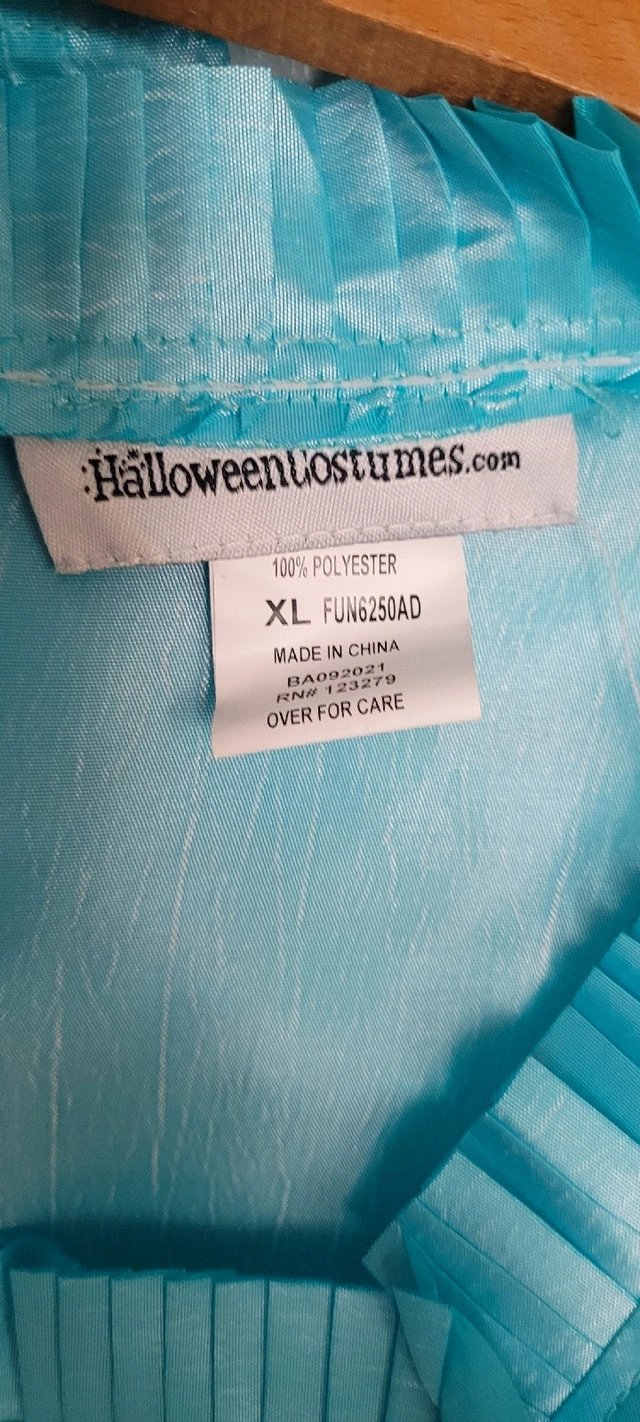 HalloweenCostumes.com
100% POLYESTER
XL FUN6250AD
MADE IN CHINA
BA092021
RN# 123279
OVER FOR CARE